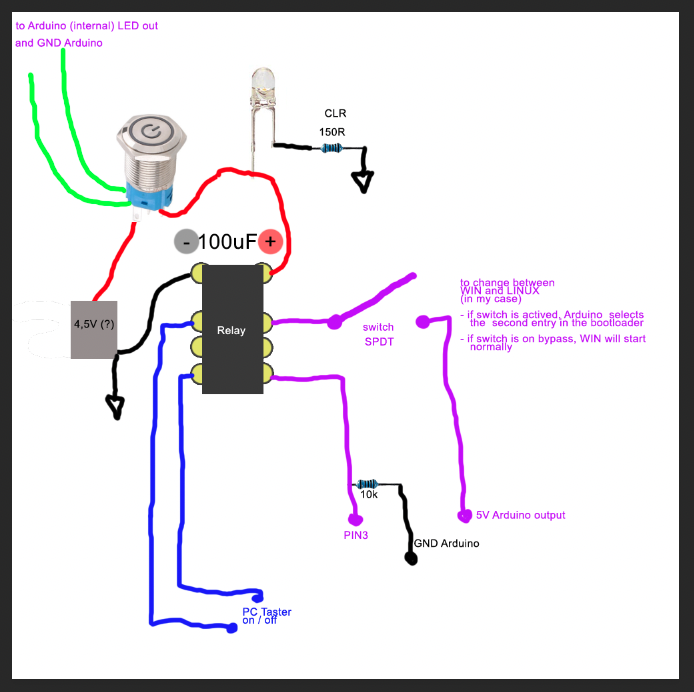 to Arduino (internal) LED out
and GND Arduino
CLR
150R
- 100uF +
4,5V (?)
Relay
switch
SPDT
to change between
WIN and LINUX
(in my case)
- if switch is actived, Arduino selects
the second entry in the bootloader
- if switch is on bypass, WIN will start
normally
10k
PIN3
5V Arduino output
GND Arduino
PC Taster
on / off